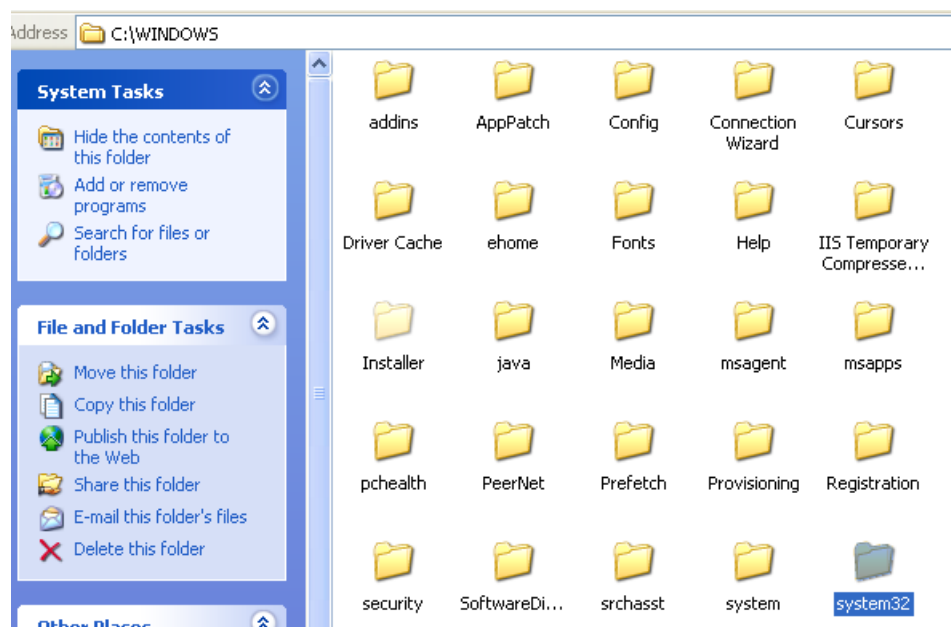 Address C:\WINDOWS
System Tasks
Hide the contents of
this folder
Add or remove
programs
Search for files or
folders
File and Folder Tasks
Move this folder
Copy this folder
Publish this folder to
the Web
Share this folder
E-mail this folder's files
Delete this folder
Other Places
addins AppPatch Config Connection Wizard Cursors
Driver Cache ehome Fonts Help IIS Temporary Compresse...
Installer java Media msagent msapps
pchealth PeerNet Prefetch Provisioning Registration
security SoftwareDi... srchasst system system32